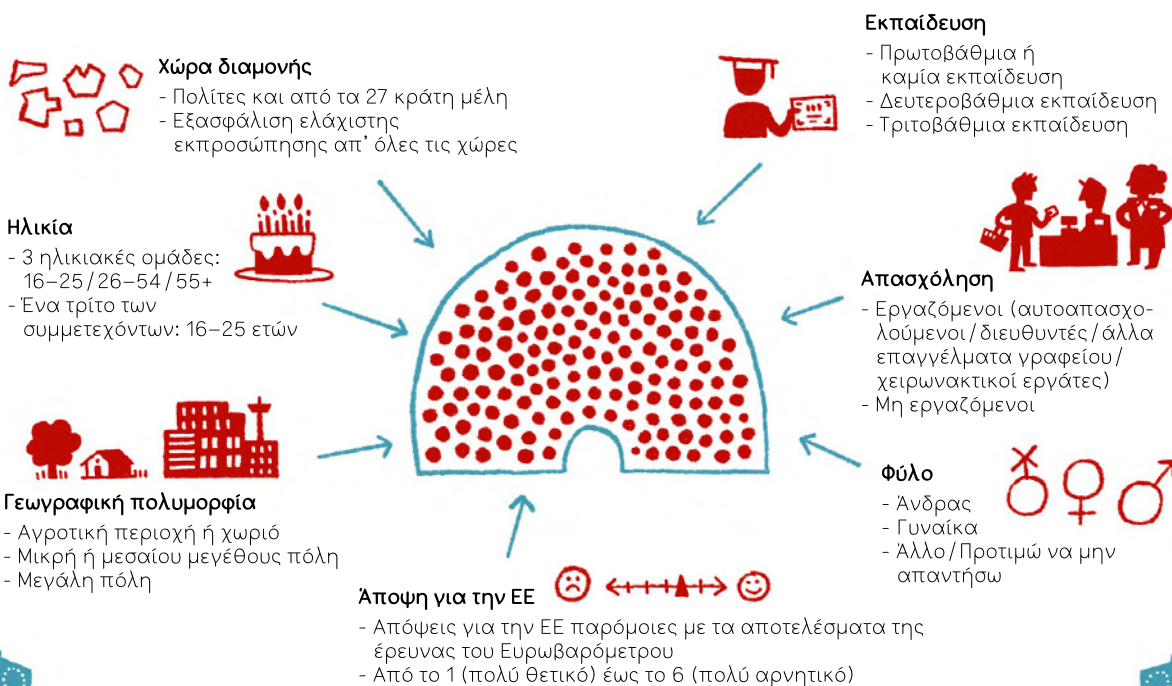 Χώρα διαμονής
- Πολίτες και από τα 27 κράτη μέλη
- Εξασφάλιση ελάχιστης
εκπροσώπησης απ' όλες τις χώρες
Εκπαίδευση
- Πρωτοβάθμια ή
καμία εκπαίδευση
- Δευτεροβάθμια εκπαίδευση
- Τριτοβάθμια εκπαίδευση
Ηλικία
- 3 ηλικιακές ομάδες:
16–25/26–54/55+
- Ένα τρίτο των
συμμετεχόντων: 16–25 ετών
Απασχόληση
- Εργαζόμενοι (αυτοαπασχο-
λούμενοι/διευθυντές/άλλα
επαγγέλματα γραφείου/
χειρωνακτικοί εργάτες)
- Μη εργαζόμενοι
Γεωγραφική πολυμορφία
- Αγροτική περιοχή ή χωριό
- Μικρή ή μεσαίου μεγέθους πόλη
- Μεγάλη πόλη
Φύλο
- Άνδρας
- Γυναίκα
- Άλλο/Προτιμώ να μην
απαντήσω
Άποψη για την ΕΕ
- Απόψεις για την ΕΕ παρόμοιες με τα αποτελέσματα της
έρευνας του Ευρωβαρόμετρου
- Από το 1 (πολύ θετικό) έως το 6 (πολύ αρνητικό)